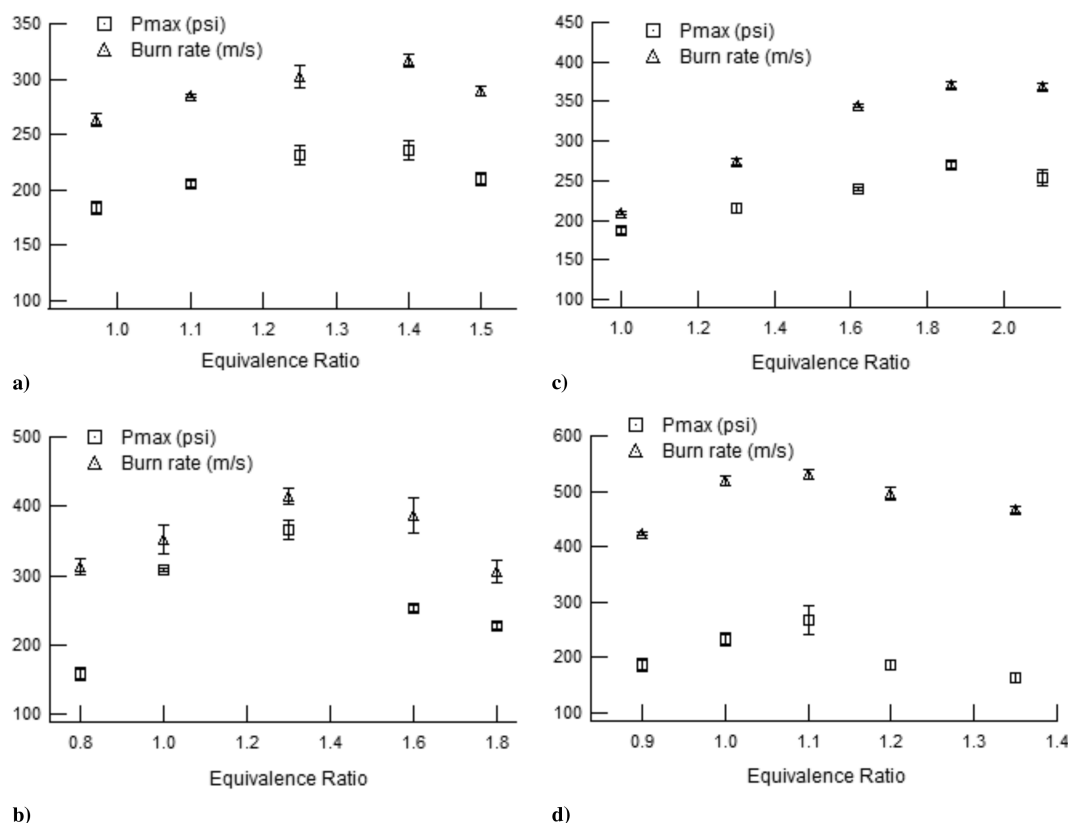 350
300
250
200
150
100
Pmax (psi)
Burn rate (m/s)
1.0 1.1 1.2 1.3 1.4 1.5
Equivalence Ratio
a)
450
400
350
300
250
200
150
100
Pmax (psi)
Burn rate (m/s)
1.0 1.2 1.4 1.6 1.8 2.0
Equivalence Ratio
c)
500
400
300
200
100
Pmax (psi)
Burn rate (m/s)
0.8 1.0 1.2 1.4 1.6 1.8
Equivalence Ratio
b)
600
500
400
300
200
100
Pmax (psi)
Burn rate (m/s)
0.9 1.0 1.1 1.2 1.3 1.4
Equivalence Ratio
d)